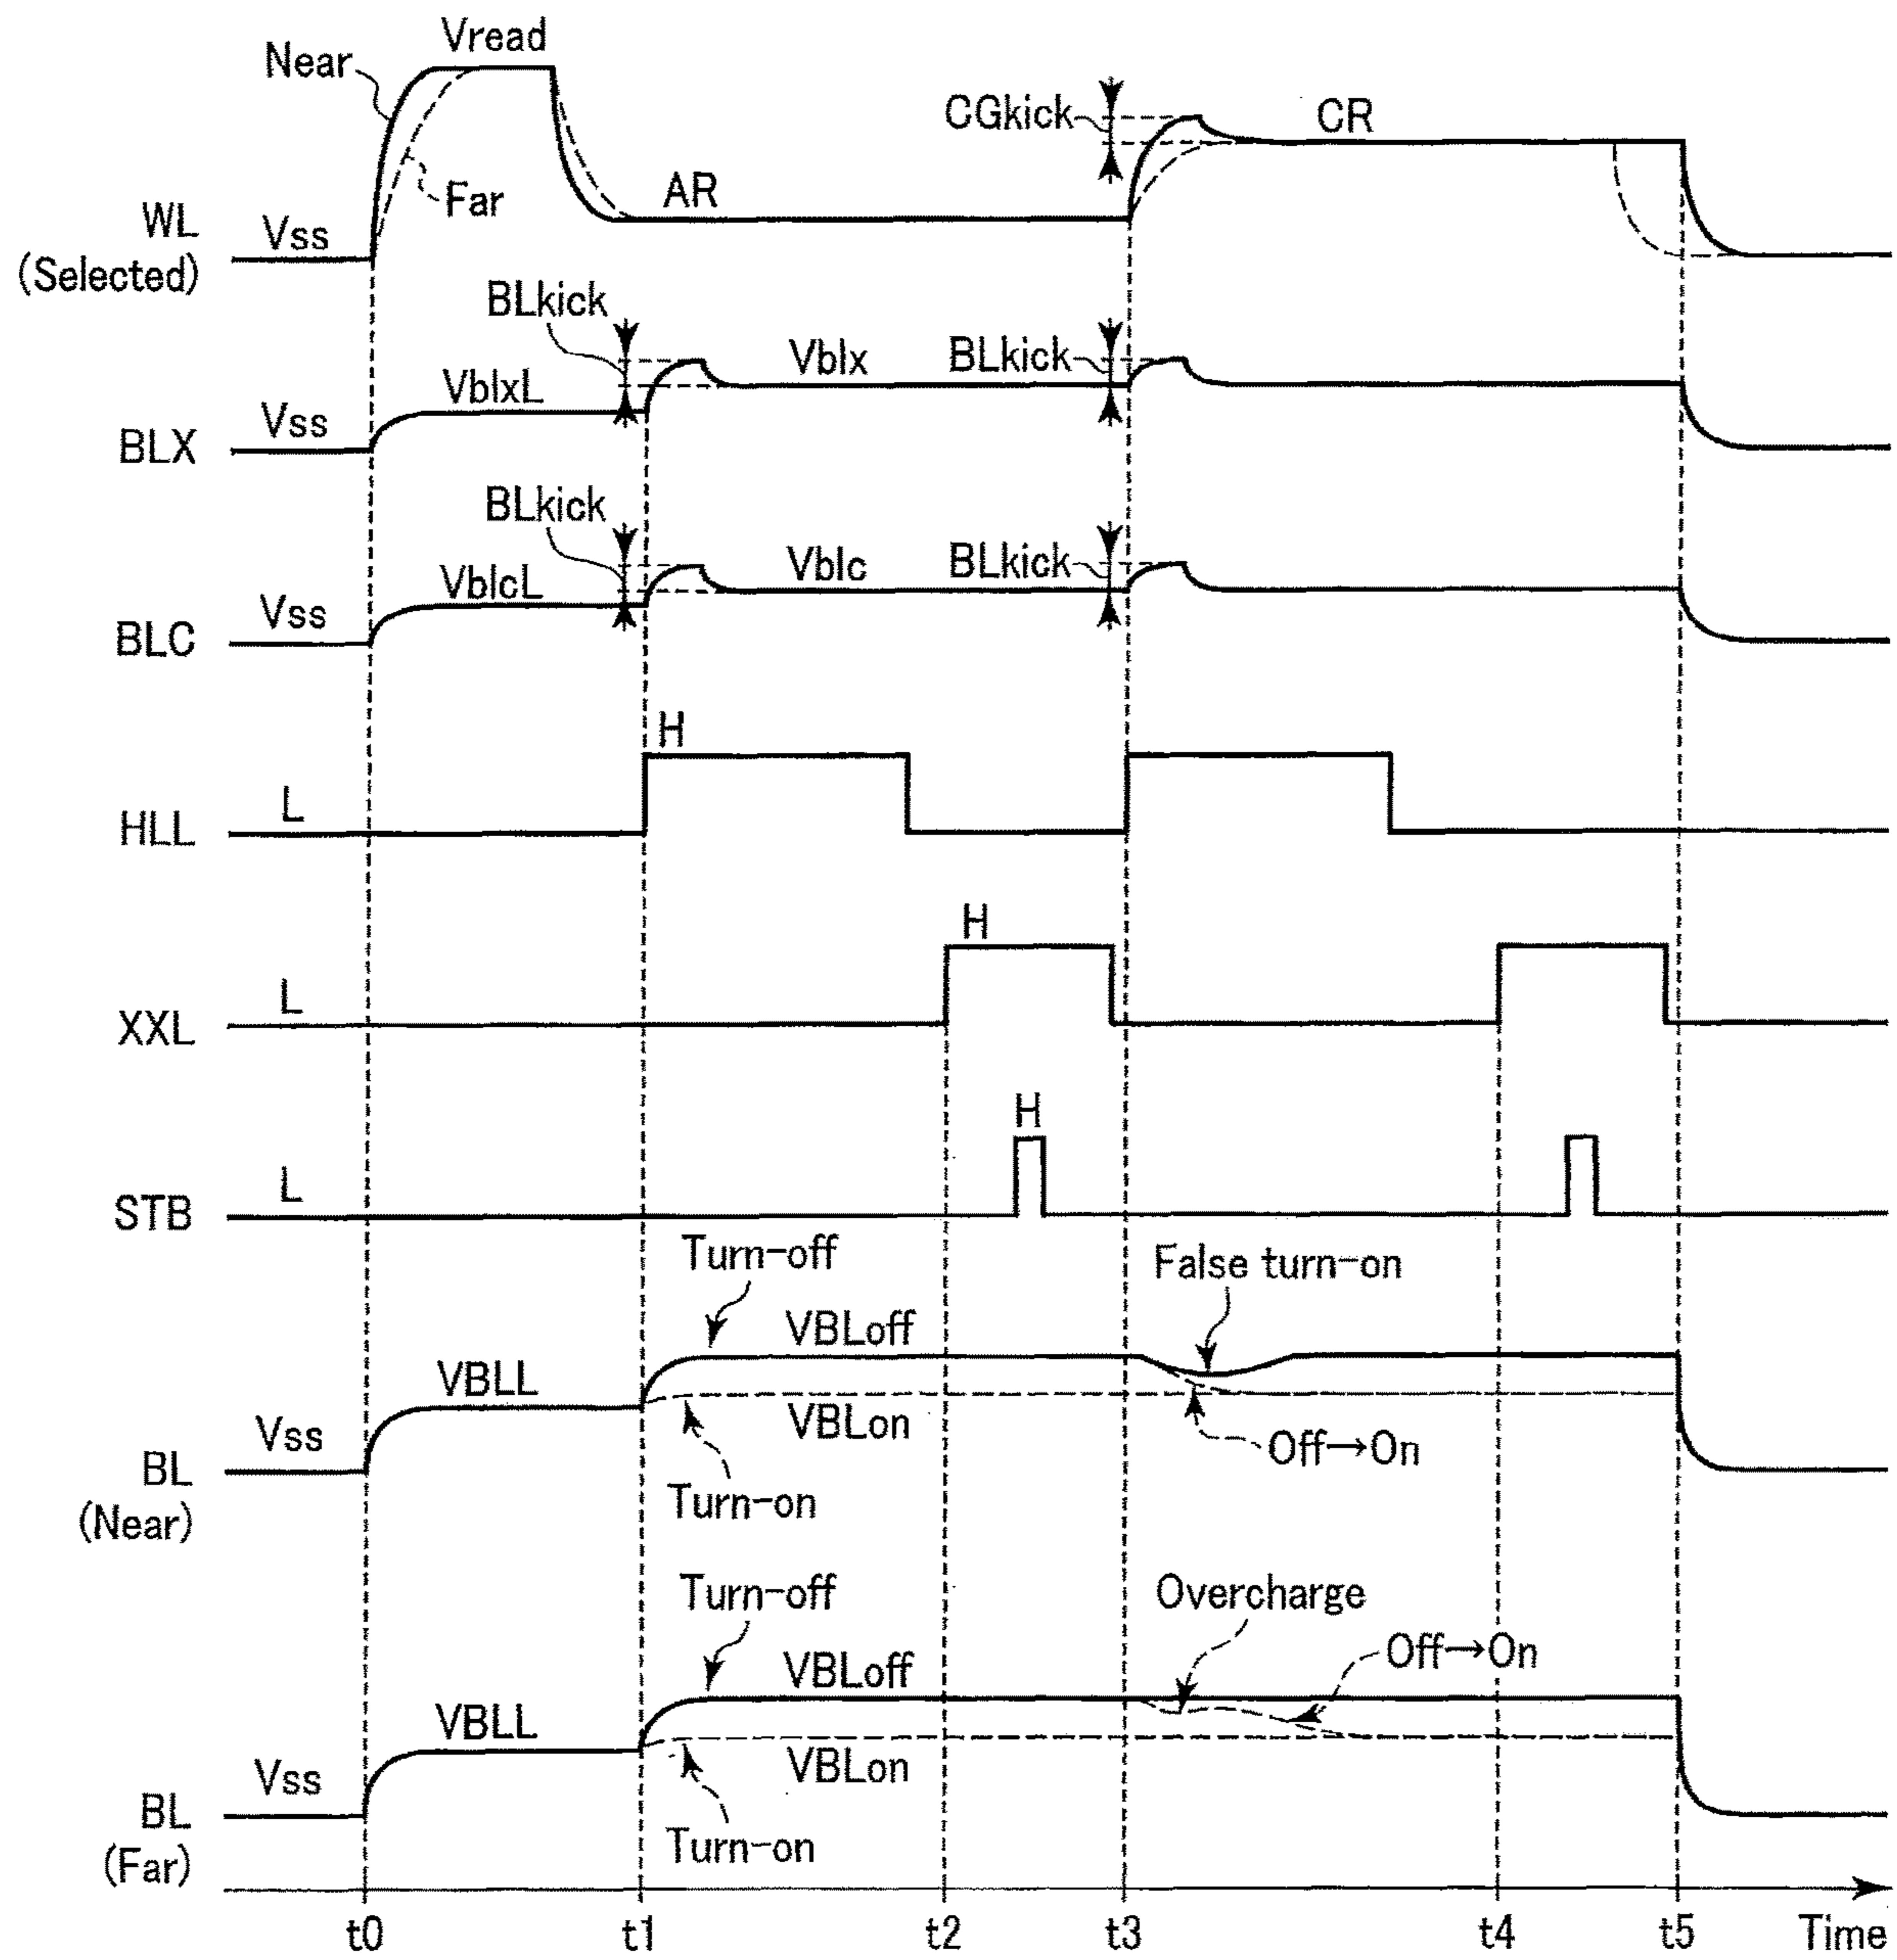 Near
Vread
Far
CGkick
CR
AR
WL
(Selected)
Vss
BLkick
VblxL
Vblx
BLkick
BLX
Vss
BLkick
VblcL
Vblc
BLkick
BLC
Vss
H
HLL
L
H
XXL
L
H
STB
L
Turn-off
False turn-on
VBLoff
VBLL
VBLon
Off→On
Vss
BL
(Near)
Turn-on
Turn-off
Overcharge
Off→On
VBLoff
VBLL
VBLon
Vss
BL
(Far)
Turn-on
t0 t1 t2 t3 t4 t5 Time